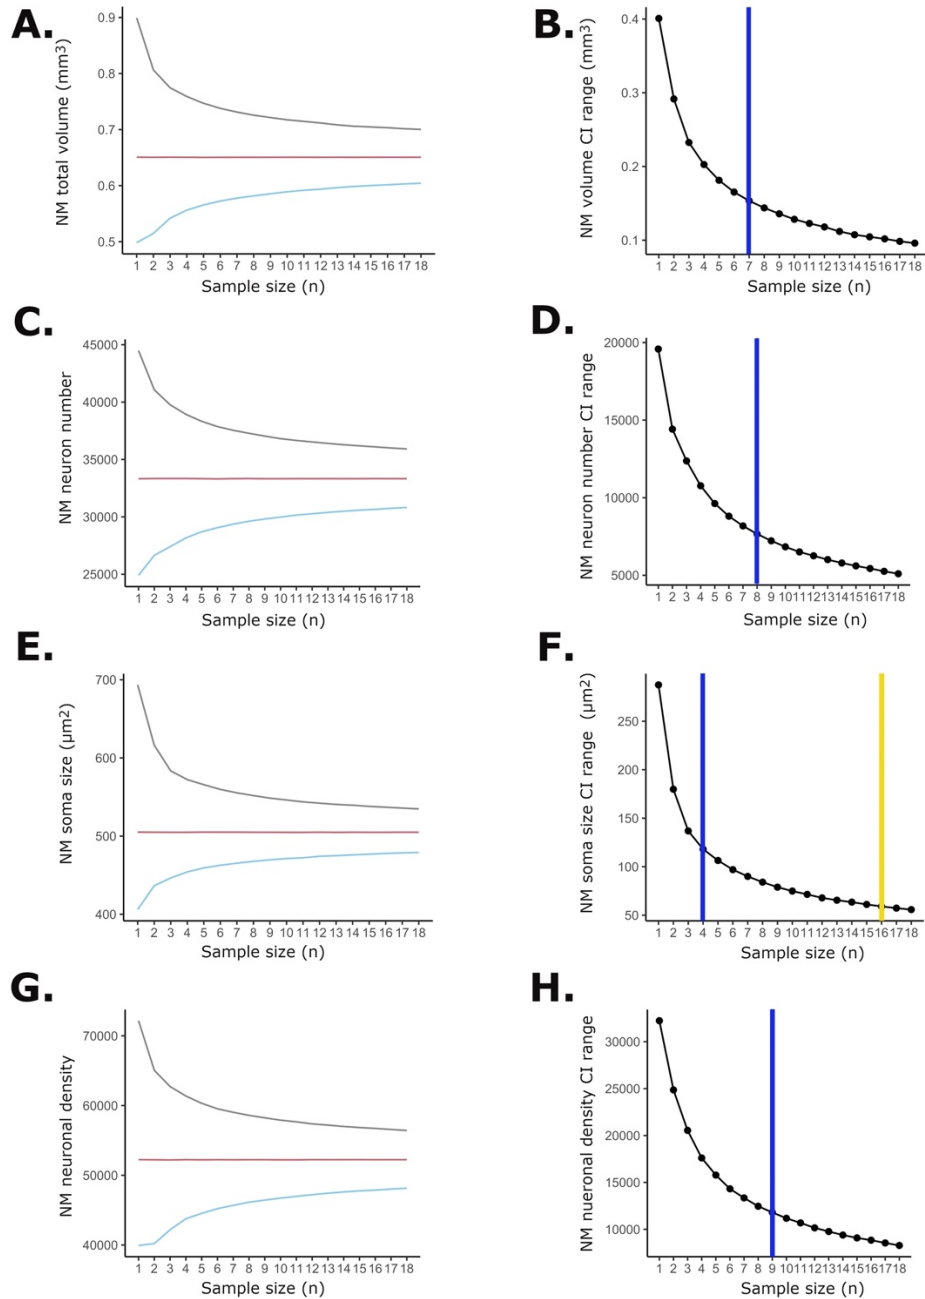 A.
NM total volume (mm3)
0.9
0.8
0.7
0.6
0.5
1 2 3 4 5 6 7 8 9 10 11 12 13 14 15 16 17 18
Sample size (n)
B.
NM volume CI range (mm3)
0.4
0.3
0.2
0.1
1 2 3 4 5 6 7 8 9 10 11 12 13 14 15 16 17 18
Sample size (n)
C.
NM neuron number
45000
40000
35000
30000
25000
1 2 3 4 5 6 7 8 9 10 11 12 13 14 15 16 17 18
Sample size (n)
D.
NM neuron number CI range
20000
15000
10000
5000
1 2 3 4 5 6 7 8 9 10 11 12 13 14 15 16 17 18
Sample size (n)
E.
NM soma size (µm2)
700
600
500
400
1 2 3 4 5 6 7 8 9 10 11 12 13 14 15 16 17 18
Sample size (n)
F.
NM soma size CI range (µm2)
250
200
150
100
50
1 2 3 4 5 6 7 8 9 10 11 12 13 14 15 16 17 18
Sample size (n)
G.
NM neuronal density
70000
60000
50000
40000
1 2 3 4 5 6 7 8 9 10 11 12 13 14 15 16 17 18
Sample size (n)
H.
NM nueronal density CI range
30000
25000
20000
15000
10000
1 2 3 4 5 6 7 8 9 10 11 12 13 14 15 16 17 18
Sample size (n)